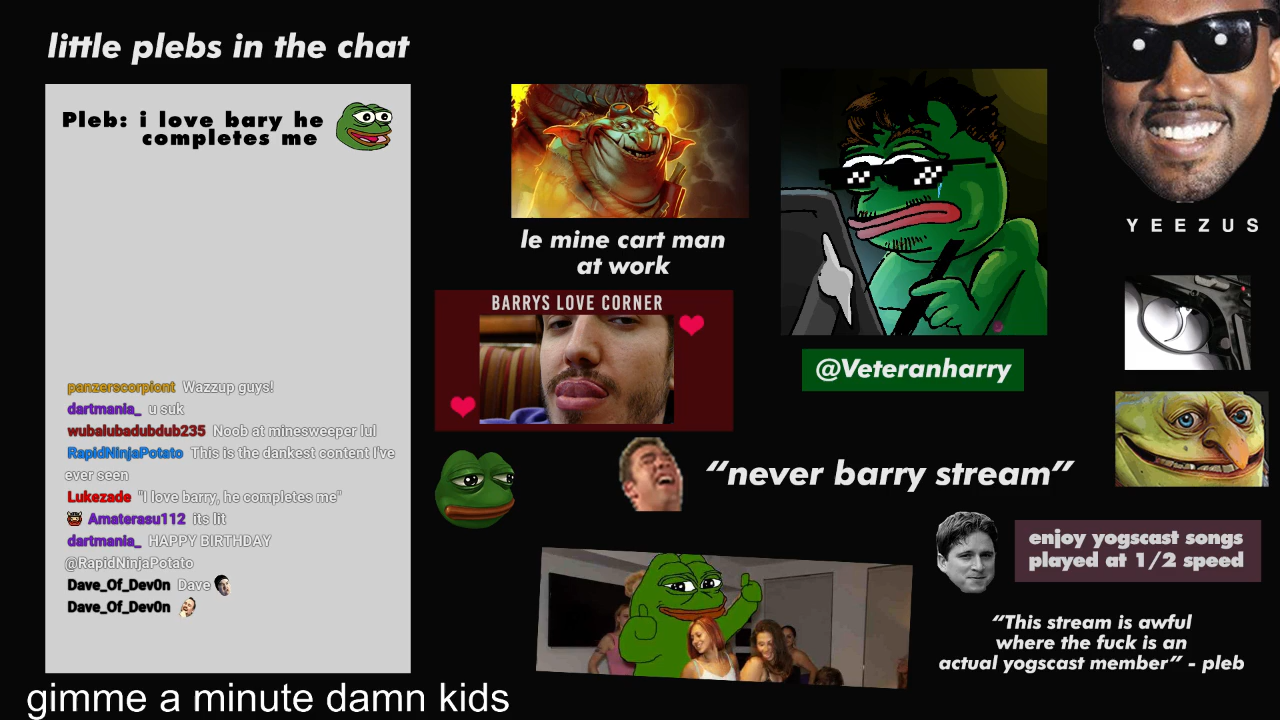 little plebs in the chat
Pleb: i love bary he
completes me
panzerscorpiont Wazzup guys!
dartmania_ u suk
wubalubadubdub235 Noob at minesweeper lul
RapidNinjaPotato This is the dankest content I've
ever seen
Lukezade "I love barry, he completes me"
Amaterasu112 its lit
dartmania_ HAPPY BIRTHDAY
@RapidNinjaPotato
Dave_Of_Dev0n Dave
Dave_Of_Dev0n
gimme a minute damn kids
le mine cart man
at work
BARRYS LOVE CORNER
@Veteranharry
“never barry stream”
YEEZUS
enjoy yogscast songs
played at 1/2 speed
“This stream is awful
where the fuck is an
actual yogscast member” - pleb